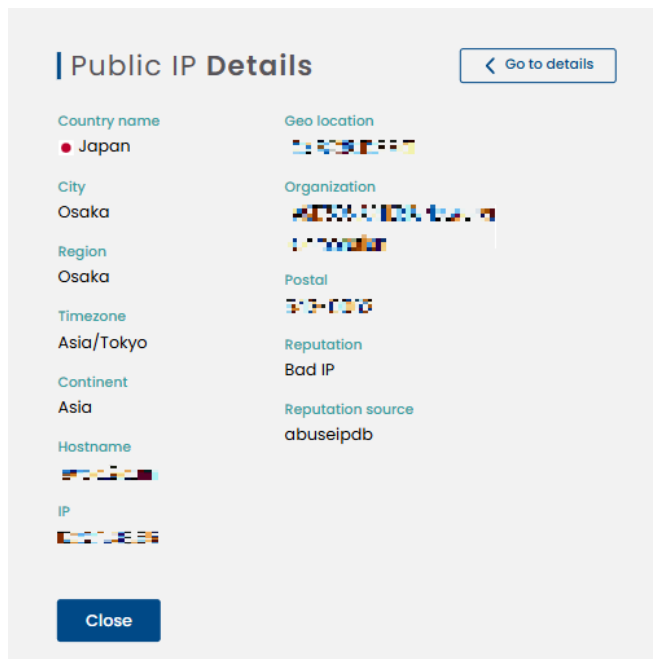 Public IP Details
Go to details
Country name
Japan
City
Osaka
Region
Osaka
Timezone
Asia/Tokyo
Continent
Asia
Hostname
IP
Geo location
Organization
Postal
Reputation
Bad IP
Reputation source
abuseipdb
Close